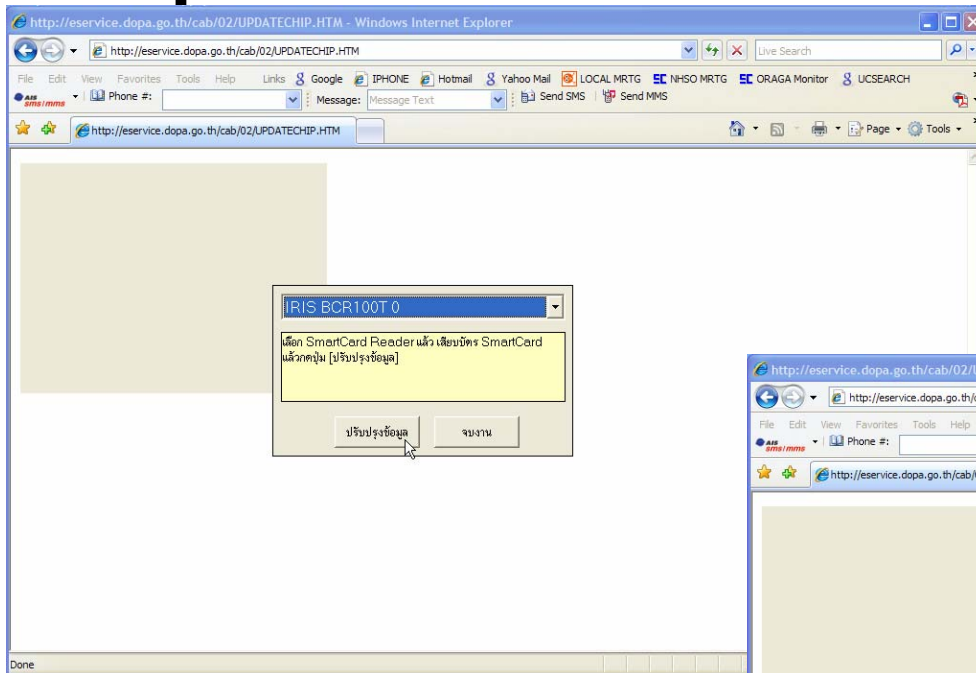 http://eservice.dopa.go.th/cab/02/UPDATECHIP.HTM - Windows Internet Explorer
http://eservice.dopa.go.th/cab/02/UPDATECHIP.HTM Live Search
File Edit View Favorites Tools Help Links Google IPHONE Hotmail Yahoo Mail LOCAL MRTG NHSO MRTG ORAGA Monitor UCSEARCH
AIS sms/mms Phone #: Message: Message Text Send SMS Send MMS
http://eservice.dopa.go.th/cab/02/UPDATECHIP.HTM Page Tools
IRIS BCR100T 0
เลือก SmartCard Reader แล้ว เสียบบัตร SmartCard
แล้วกดปุ่ม [ปรับปรุงข้อมูล]
ปรับปรุงข้อมูล จบงาน
Done
http://eservice.dopa.go.th/cab/02/
http://eservice.dopa.go.th/
File Edit View Favorites Tools Help
AIS sms/mms Phone #:
http://eservice.dopa.go.th/cab/